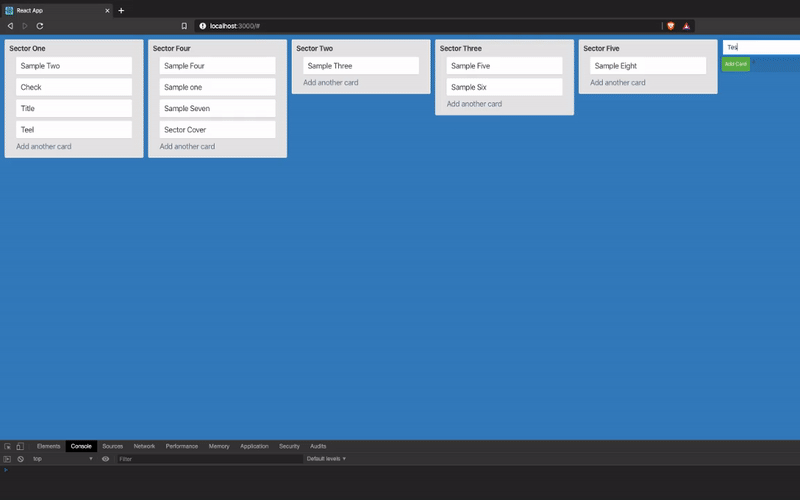 React App
localhost:3000/#
Sector One
Sample Two
Check
Title
Teel
Add another card
Sector Four
Sample Four
Sample one
Sample Seven
Sector Cover
Add another card
Sector Two
Sample Three
Add another card
Sector Three
Sample Five
Sample Six
Add another card
Sector Five
Sample Eight
Add another card
Tes
Add Card
Elements Console Sources Network Performance Memory Application Security Audits
top Filter Default levels